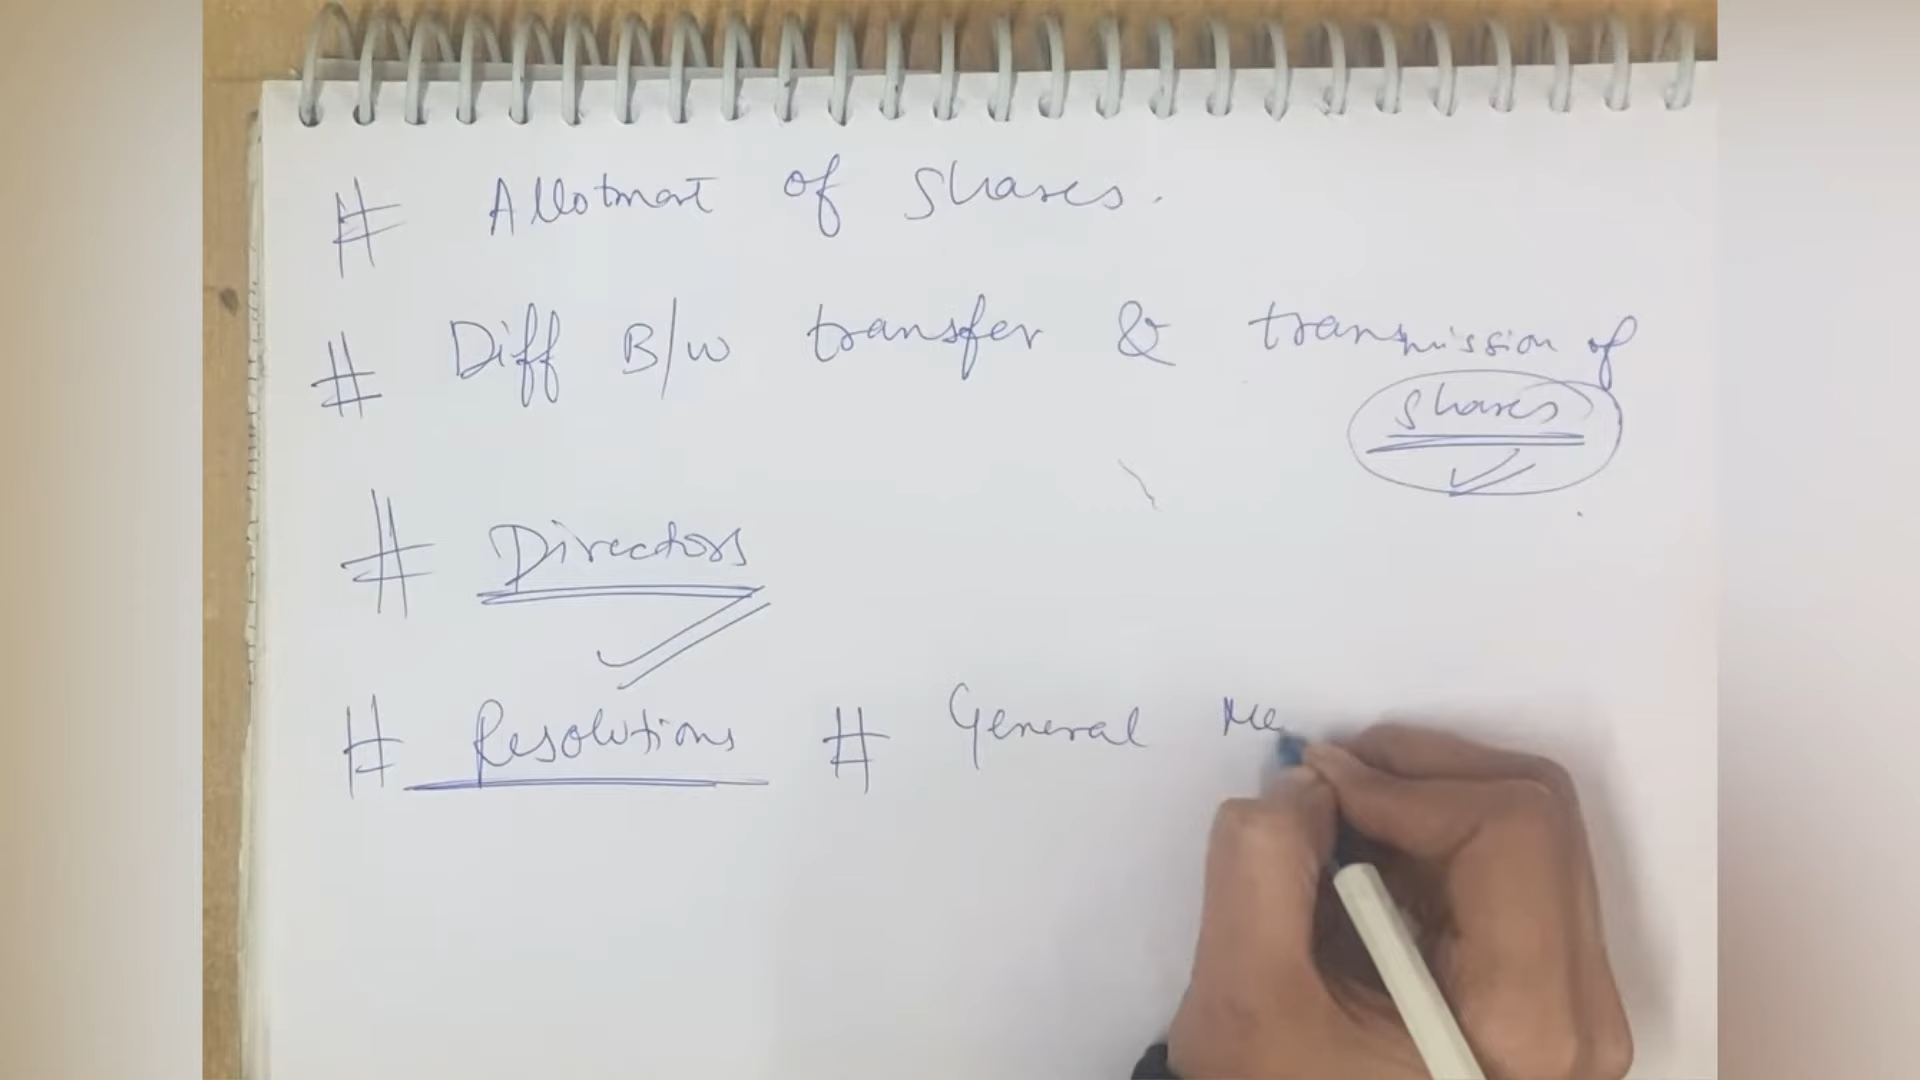 # Allotment of shares.
# Diff B/w transfer & transmission of
shares
# Directors
# Resolutions # General Me